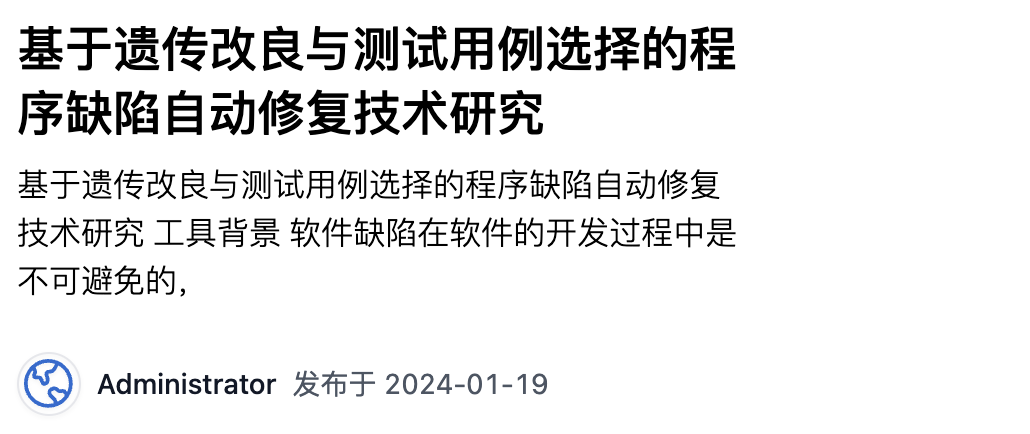 基于遗传改良与测试用例选择的程
序缺陷自动修复技术研究
基于遗传改良与测试用例选择的程序缺陷自动修复
技术研究 工具背景 软件缺陷在软件的开发过程中是
不可避免的，
Administrator 发布于 2024-01-19